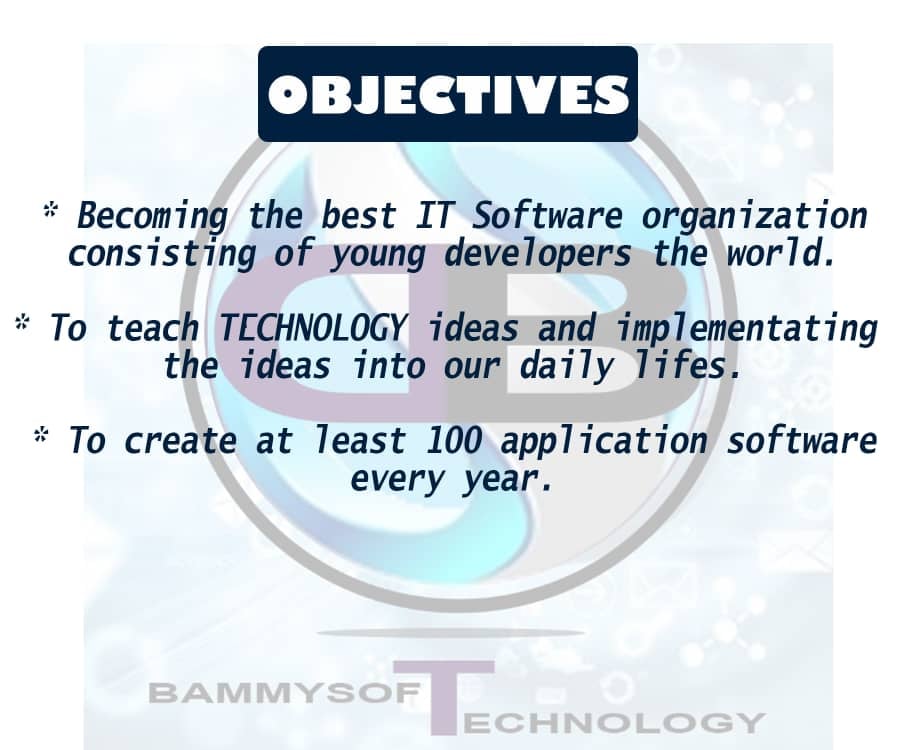 OBJECTIVES
* Becoming the best IT Software organization
consisting of young developers the world.
* To teach TECHNOLOGY ideas and implementating
the ideas into our daily lifes.
* To create at least 100 application software
every year.
BAMMYSOFT
TECHNOLOGY